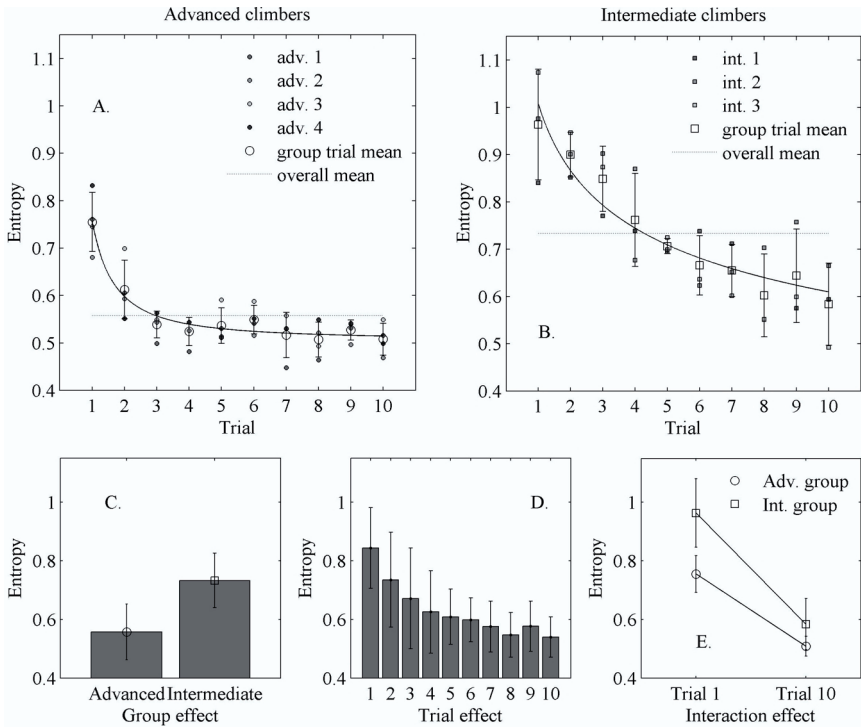 Advanced climbers
Intermediate climbers
1.1
1
0.9
0.8
0.7
0.6
0.5
0.4
Entropy
A.
adv. 1
adv. 2
adv. 3
adv. 4
group trial mean
overall mean
1 2 3 4 5 6 7 8 9 10
Trial
1.1
1
0.9
0.8
0.7
0.6
0.5
0.4
Entropy
int. 1
int. 2
int. 3
group trial mean
overall mean
B.
1 2 3 4 5 6 7 8 9 10
Trial
1
0.8
0.6
0.4
Entropy
C.
Advanced Intermediate
Group effect
1
0.8
0.6
0.4
Entropy
D.
1 2 3 4 5 6 7 8 9 10
Trial effect
1
0.8
0.6
0.4
Entropy
Adv. group
Int. group
E.
Trial 1 Trial 10
Interaction effect